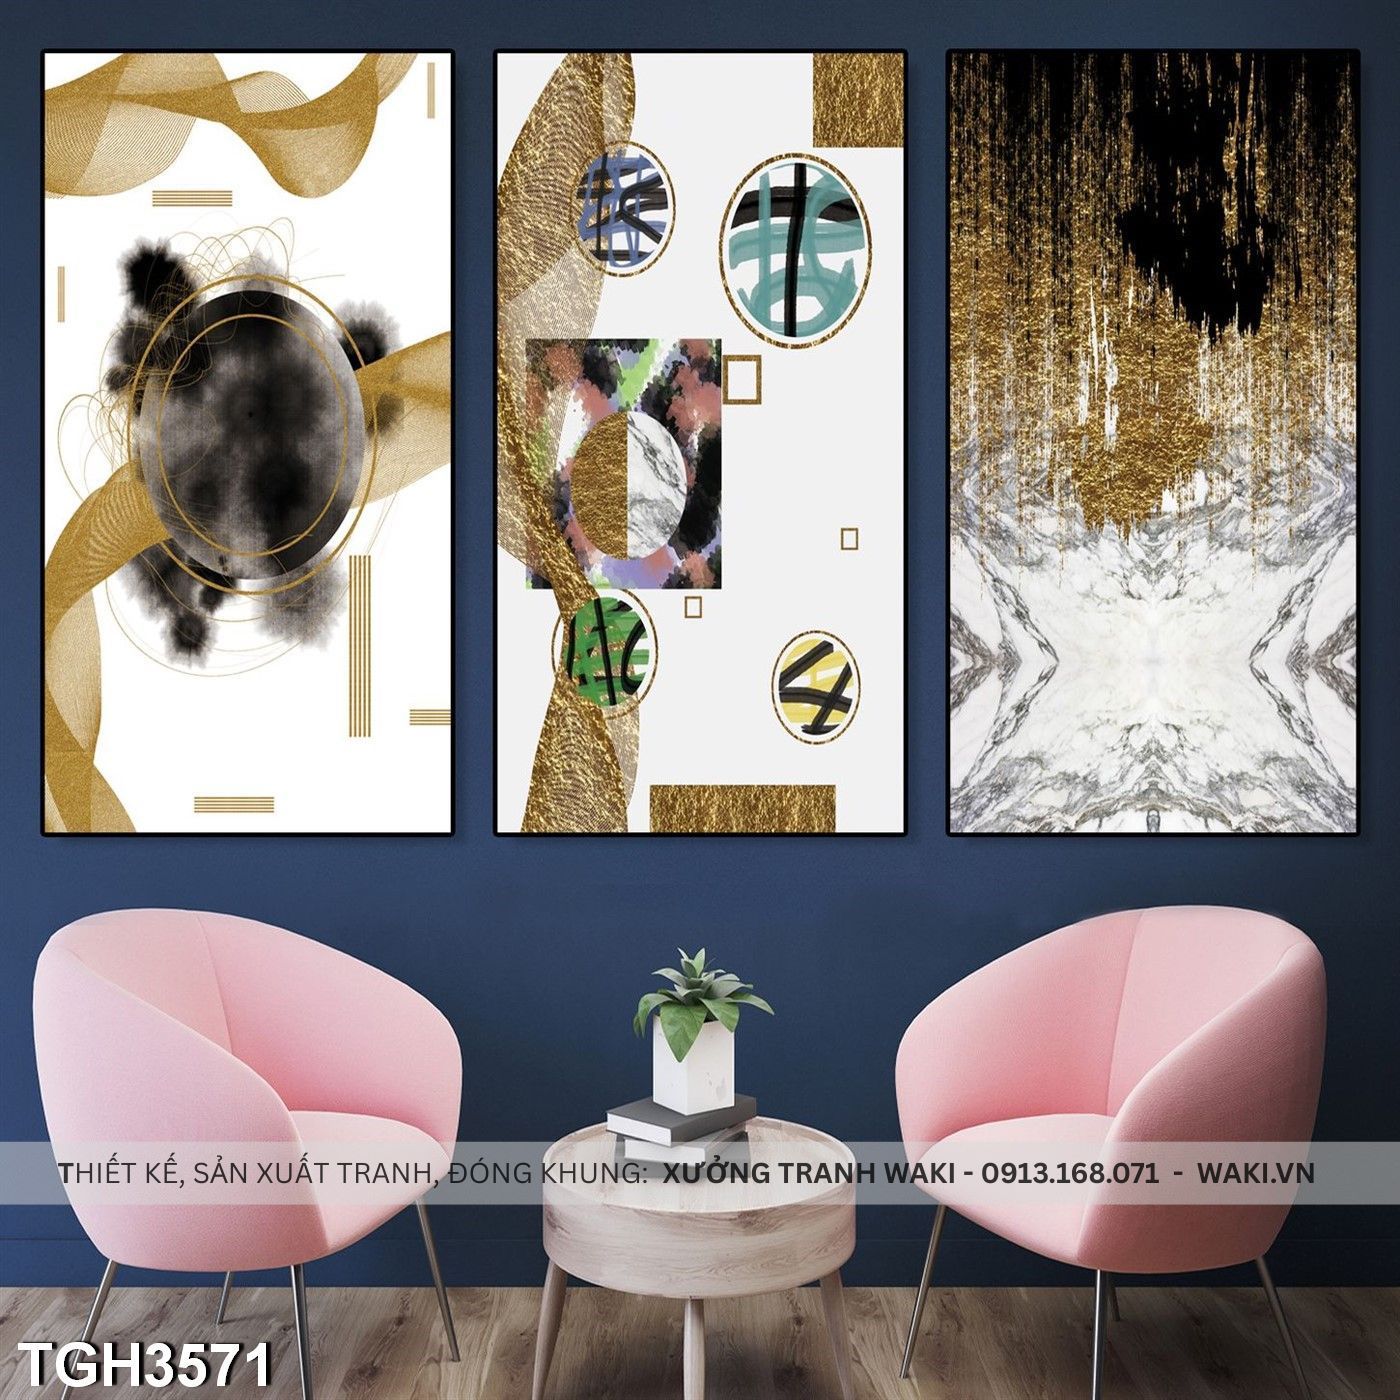 THIẾT KẾ, SẢN XUẤT TRANH, ĐÓNG KHUNG: XƯỞNG TRANH WAKI - 0913.168.071 - WAKI.VN
TGH3571